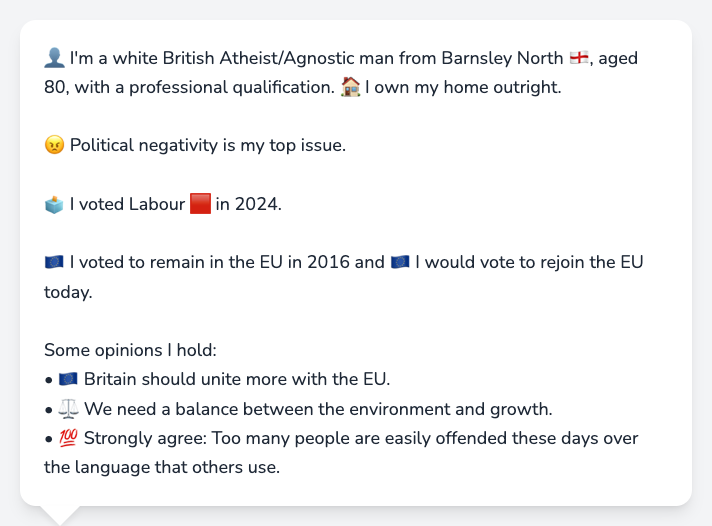 👤 I'm a white British Atheist/Agnostic man from Barnsley North 🏴󠁧󠁢󠁥󠁮󠁧󠁿, aged
80, with a professional qualification. 🏠 I own my home outright.
😠 Political negativity is my top issue.
🗳️ I voted Labour 🟥 in 2024.
🇪🇺 I voted to remain in the EU in 2016 and 🇪🇺 I would vote to rejoin the EU
today.
Some opinions I hold:
• 🇪🇺 Britain should unite more with the EU.
• ⚖️ We need a balance between the environment and growth.
• 💯 Strongly agree: Too many people are easily offended these days over
the language that others use.